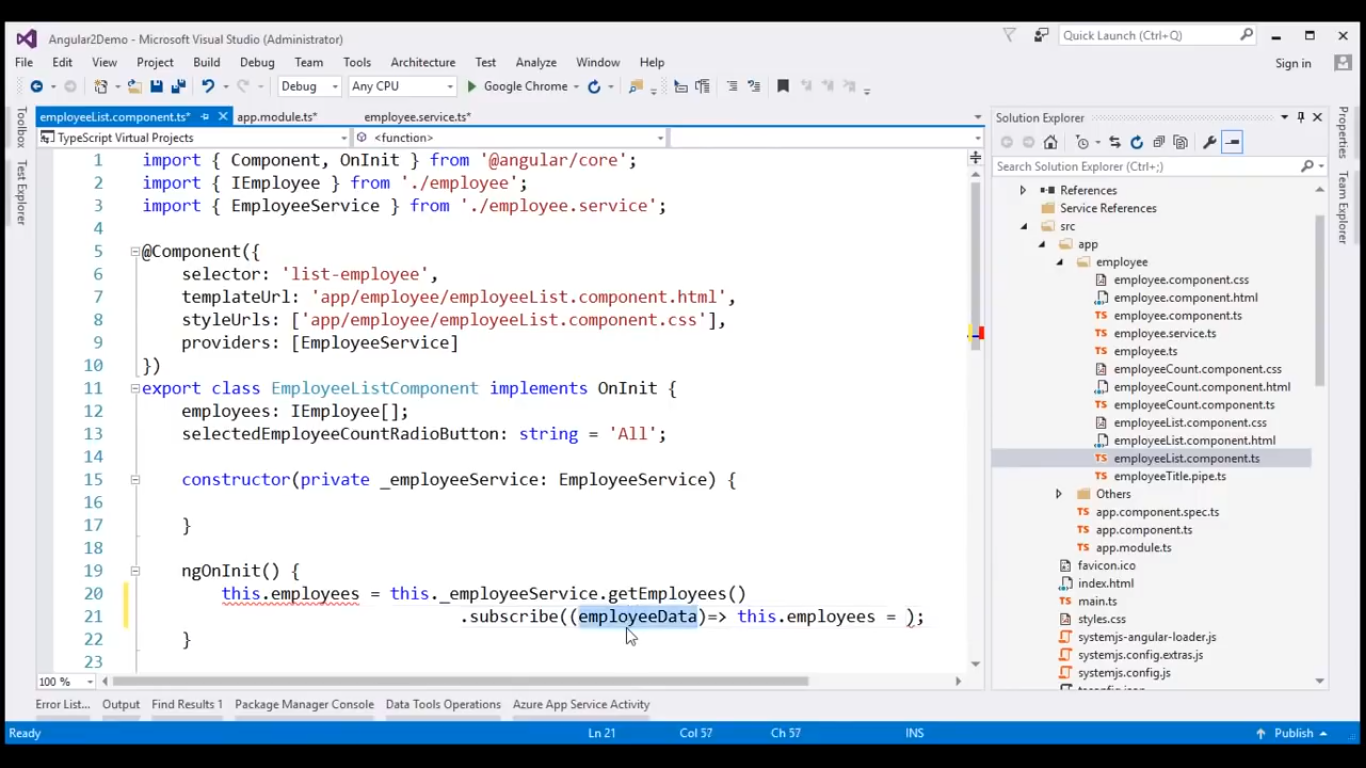 Angular2Demo - Microsoft Visual Studio (Administrator)
Quick Launch (Ctrl+Q)
File Edit View Project Build Debug Team Tools Architecture Test Analyze Window Help
Sign in
Debug Any CPU Google Chrome
employeeList.component.ts* app.module.ts* employee.service.ts*
TypeScript Virtual Projects <function>
Toolbox
Test Explorer
1 import { Component, OnInit } from '@angular/core';
2 import { IEmployee } from './employee';
3 import { EmployeeService } from './employee.service';
4
5 @Component({
6 selector: 'list-employee',
7 templateUrl: 'app/employee/employeeList.component.html',
8 styleUrls: ['app/employee/employeeList.component.css'],
9 providers: [EmployeeService]
10 })
11 export class EmployeeListComponent implements OnInit {
12 employees: IEmployee[];
13 selectedEmployeeCountRadioButton: string = 'All';
14
15 constructor(private _employeeService: EmployeeService) {
16
17 }
18
19 ngOnInit() {
20 this.employees = this._employeeService.getEmployees()
21 .subscribe((employeeData)=> this.employees = );
22 }
23
100 %
Solution Explorer
Search Solution Explorer (Ctrl+;)
References
Service References
src
app
employee
employee.component.css
employee.component.html
employee.component.ts
employee.service.ts
employee.ts
employeeCount.component.css
employeeCount.component.html
employeeCount.component.ts
employeeList.component.css
employeeList.component.html
employeeList.component.ts
employeeTitle.pipe.ts
Others
app.component.spec.ts
app.component.ts
app.module.ts
favicon.ico
index.html
main.ts
styles.css
systemjs-angular-loader.js
systemjs.config.extras.js
systemjs.config.js
Properties
Team Explorer
Error List... Output Find Results 1 Package Manager Console Data Tools Operations Azure App Service Activity
Ready Ln 21 Col 57 Ch 57 INS Publish